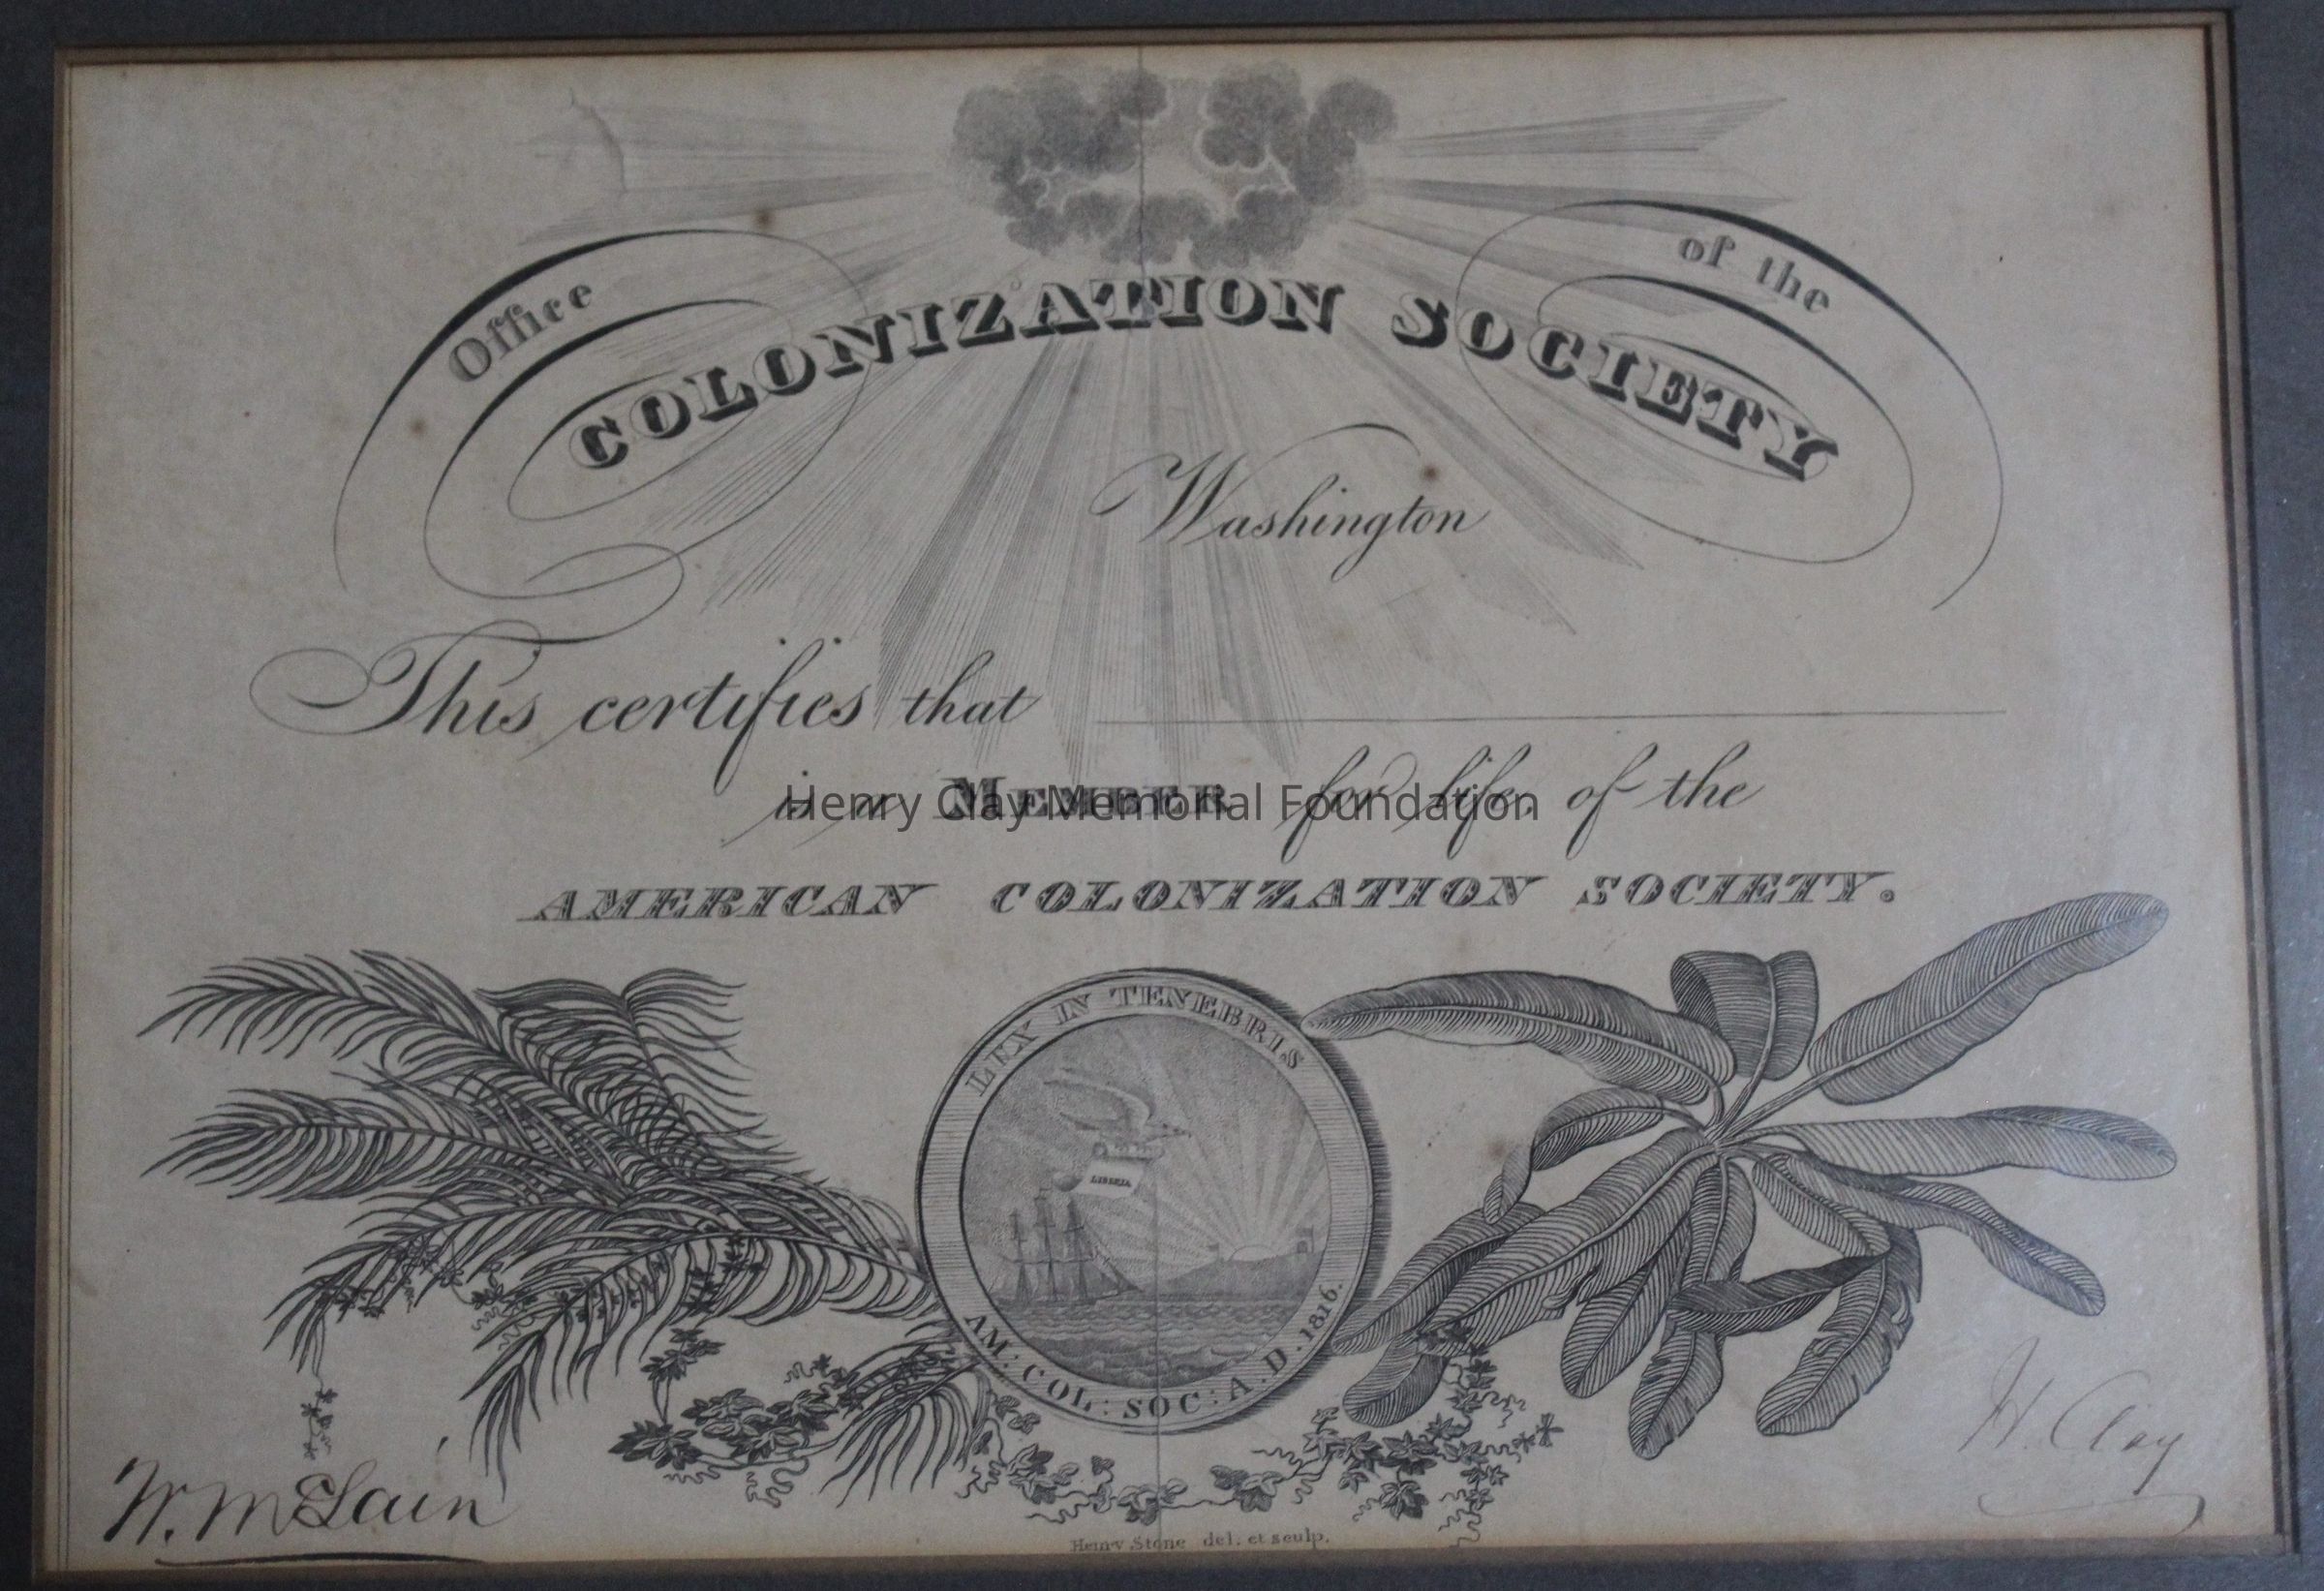 Office of the
COLONIZATION SOCIETY
Washington
This certifies that
is a MEMBER for life, of the
Henry Clay Memorial Foundation
AMERICAN COLONIZATION SOCIETY.
LUX IN TENEBRIS
LIBERIA
AM: COL: SOC: A.D. 1816.
H. Clay
W. McLain
Henry Stone del. et sculp.